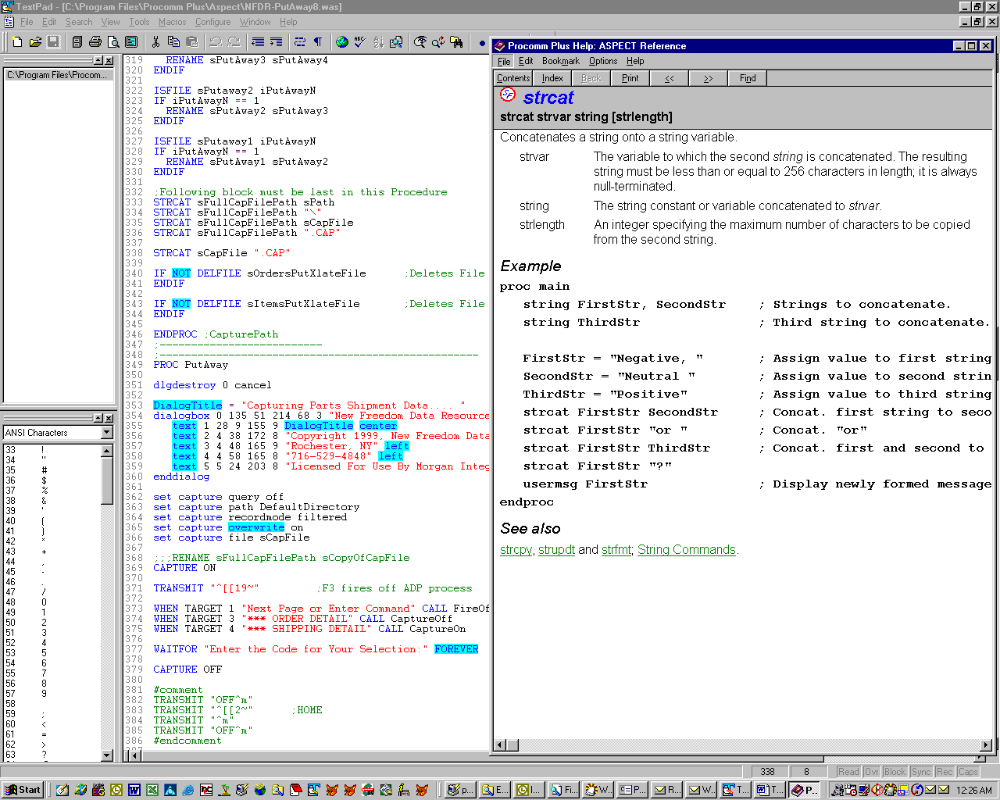 TextPad - [C:\Program Files\Procomm Plus\Aspect\NFDR-PutAway8.was]
File Edit Search View Tools Macros Configure Window Help
C:\Program Files\Procom...
ANSI Characters
33 !
34 "
35 #
36 $
37 %
38 &
39 '
40 (
41 )
42 *
43 +
44 ,
45 -
46 .
47 /
48 0
49 1
50 2
51 3
52 4
53 5
54 6
55 7
56 8
57 9
58 :
59 ;
60 <
61 =
62 >
63 ?
319 RENAME sPutAway3 sPutAway4
320 ENDIF
321
322 ISFILE sPutaway2 iPutAwayN
323 IF iPutAwayN == 1
324 RENAME sPutAway2 sPutAway3
325 ENDIF
326
327 ISFILE sPutaway1 iPutAwayN
328 IF iPutAwayN == 1
329 RENAME sPutAway1 sPutAway2
330 ENDIF
331
332 ;Following block must be last in this Procedure
333 STRCAT sFullCapFilePath sPath
334 STRCAT sFullCapFilePath "\"
335 STRCAT sFullCapFilePath sCapFile
336 STRCAT sFullCapFilePath ".CAP"
337
338 STRCAT sCapFile ".CAP"
339
340 IF NOT DELFILE sOrdersPutXlateFile ;Deletes File
341 ENDIF
342
343 IF NOT DELFILE sItemsPutXlateFile ;Deletes File
344 ENDIF
345
346 ENDPROC ;CapturePath
347 ;--------------------------
348 ;---------------------------------------------------
349 PROC PutAway
350
351 dlgdestroy 0 cancel
352
353 DialogTitle = "Capturing Parts Shipment Data.... "
354 dialogbox 0 135 51 214 68 3 "New Freedom Data Resource
355 text 1 28 9 155 9 DialogTitle center
356 text 2 4 38 172 8 "Copyright 1999, New Freedom Data
357 text 3 4 48 165 9 "Rochester, NY" left
358 text 4 4 58 165 8 "716-529-4848" left
359 text 5 5 24 203 8 "Licensed For Use By Morgan Integ
360 enddialog
361
362 set capture query off
363 set capture path DefaultDirectory
364 set capture recordmode filtered
365 set capture overwrite on
366 set capture file sCapFile
367
368 ;;;RENAME sFullCapFilePath sCopyOfCapFile
369 CAPTURE ON
370
371 TRANSMIT "^[[19~" ;F3 fires off ADP process
372
373 WHEN TARGET 1 "Next Page or Enter Command" CALL FireOf
374 WHEN TARGET 3 "*** ORDER DETAIL" CALL CaptureOff
375 WHEN TARGET 4 "*** SHIPPING DETAIL" CALL CaptureOn
376
377 WAITFOR "Enter the Code for Your Selection:" FOREVER
378
379 CAPTURE OFF
380
381 #comment
382 TRANSMIT "OFF^m"
383 TRANSMIT "^[[2~" ;HOME
384 TRANSMIT "^m"
385 TRANSMIT "OFF^m"
386 #endcomment
Procomm Plus Help: ASPECT Reference
File Edit Bookmark Options Help
Contents Index Back Print << >> Find
strcat
strcat strvar string [strlength]
Concatenates a string onto a string variable.
strvar The variable to which the second string is concatenated. The resulting
string must be less than or equal to 256 characters in length; it is always
null-terminated.
string The string constant or variable concatenated to strvar.
strlength An integer specifying the maximum number of characters to be copied
from the second string.
Example
proc main
string FirstStr, SecondStr ; Strings to concatenate.
string ThirdStr ; Third string to concatenate.
FirstStr = "Negative, " ; Assign value to first string
SecondStr = "Neutral " ; Assign value to second strin
ThirdStr = "Positive" ; Assign value to third string
strcat FirstStr SecondStr ; Concat. first string to seco
strcat FirstStr "or " ; Concat. "or"
strcat FirstStr ThirdStr ; Concat. first and second to
strcat FirstStr "?"
usermsg FirstStr ; Display newly formed message
endproc
See also
strcpy, strupdt and strfmt; String Commands.
338 8 Read Ovr Block Sync Rec Caps
Start p... E... I... Fi... W... P... R... W... T... T... P... 12:26 AM